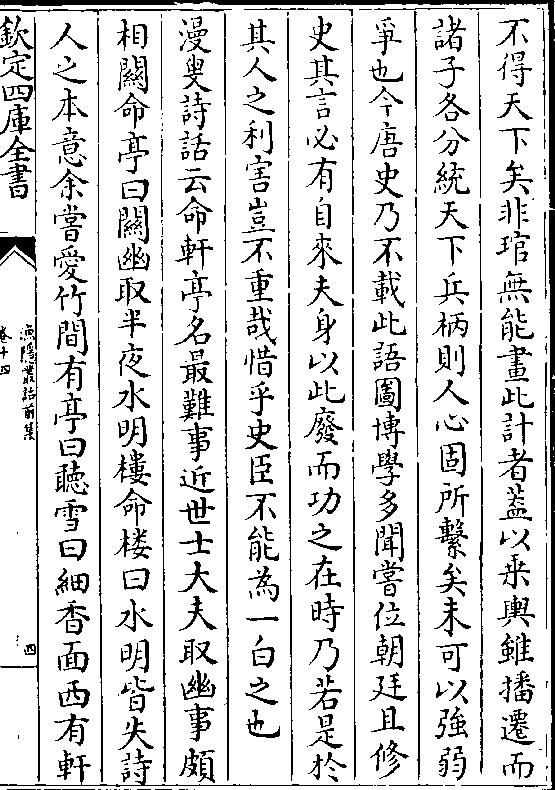 不得天下矣非琯無能畫此計者葢以乗輿雖播遷而
諸子各分統天下兵柄則人心固所繫矣未可以強弱
爭也今唐史乃不載此語圖博學多聞嘗位朝廷且修
史其言必有自來夫身以此廢而功之在時乃若是於
其人之利害豈不重哉惜乎史臣不能為一白之也
漫叟詩話云命軒亭名最難事近世士大夫取幽事頗
相關命亭曰關幽取半夜水明樓命楼曰水明皆失詩
人之本意余嘗愛竹間有亭曰聴雪曰細香面西有軒
欽定四庫全書
漁隱叢話前集
卷十四
四